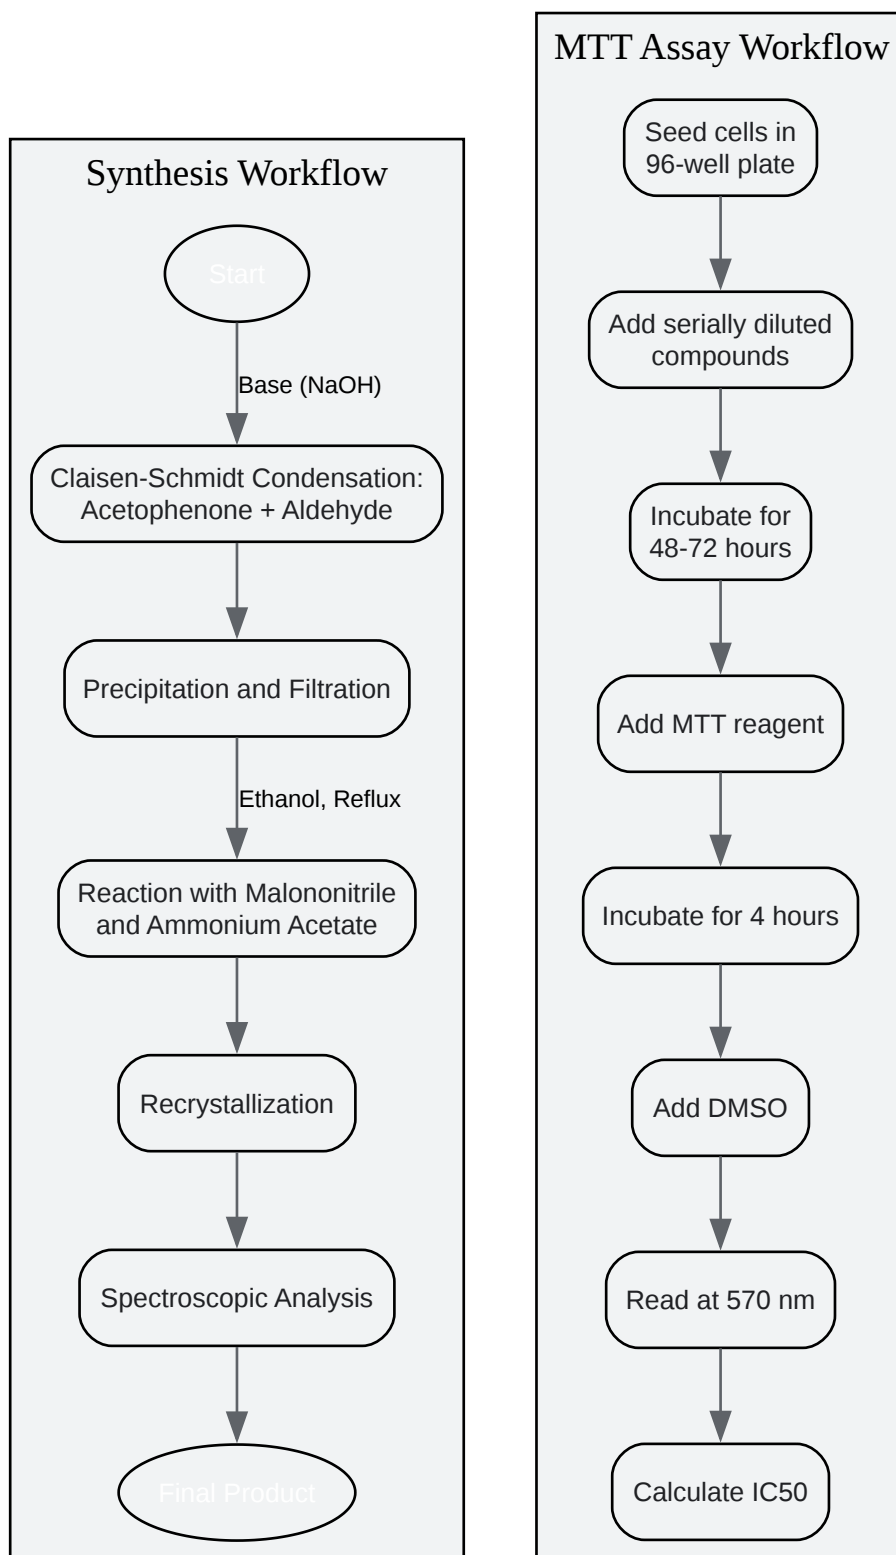 Synthesis Workflow
Start
Base (NaOH)
Claisen-Schmidt Condensation:
Acetophenone + Aldehyde
Precipitation and Filtration
Ethanol, Reflux
Reaction with Malononitrile
and Ammonium Acetate
Recrystallization
Spectroscopic Analysis
Final Product
MTT Assay Workflow
Seed cells in
96-well plate
Add serially diluted
compounds
Incubate for
48-72 hours
Add MTT reagent
Incubate for 4 hours
Add DMSO
Read at 570 nm
Calculate IC50